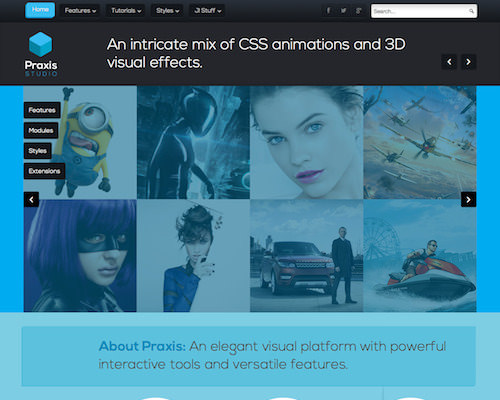 Home
Features
Tutorials
Styles
J! Stuff
Search...
Praxis
STUDIO
An intricate mix of CSS animations and 3D
visual effects.
Features
Modules
Styles
Extensions
About Praxis: An elegant visual platform with powerful
interactive tools and versatile features.